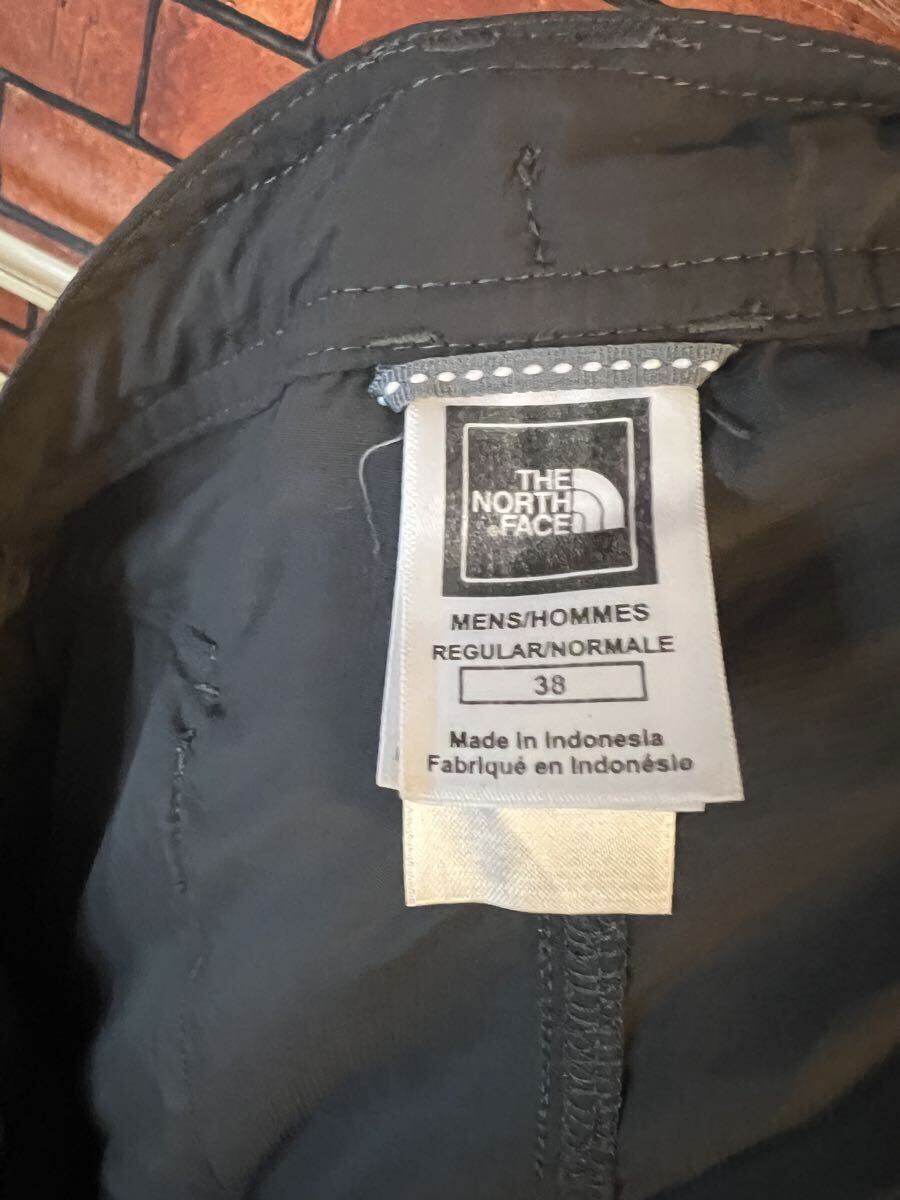 THE
NORTH
FACE
MENS/HOMMES
REGULAR/NORMALE
38
Made in Indonesia
Fabriqué en Indonésie